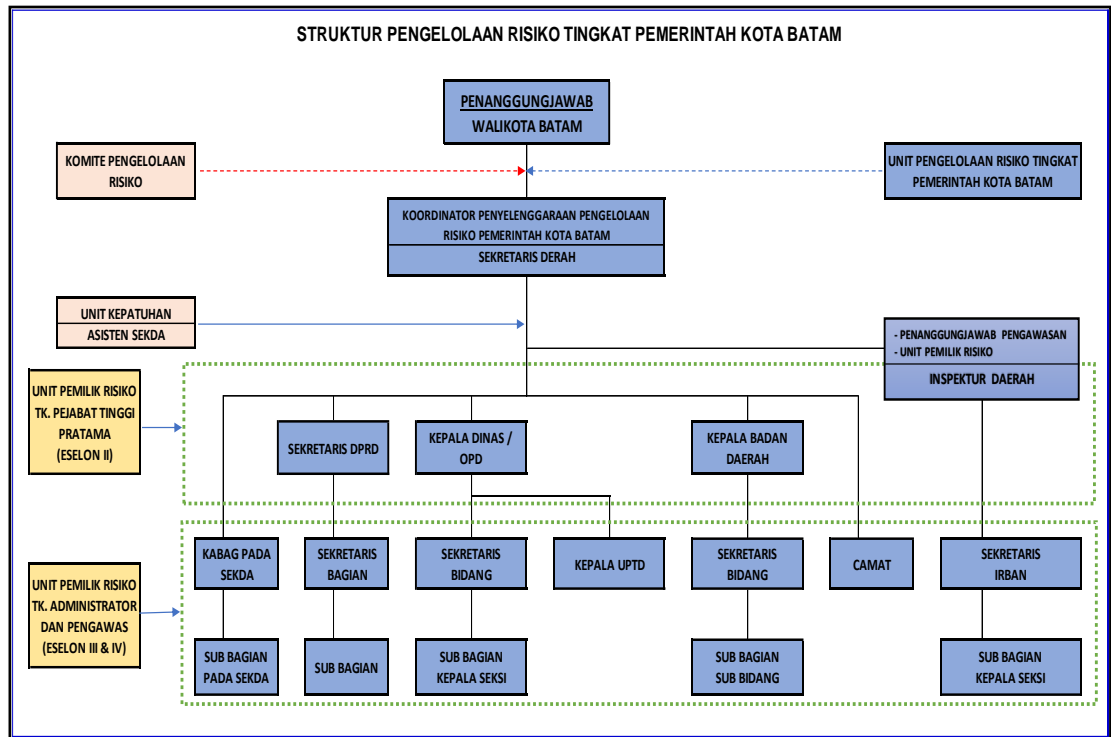 STRUKTUR PENGELOLAAN RISIKO TINGKAT PEMERINTAH KOTA BATAM
PENANGGUNGJAWAB
WALIKOTA BATAM
KOMITE PENGELOLAAN
RISIKO
UNIT PENGELOLAAN RISIKO TINGKAT
PEMERINTAH KOTA BATAM
KOORDINATOR PENYELENGGARAAN PENGELOLAAN
RISIKO PEMERINTAH KOTA BATAM
SEKRETARIS DERAH
UNIT KEPATUHAN
ASISTEN SEKDA
- PENANGGUNGJAWAB PENGAWASAN
- UNIT PEMILIK RISIKO
INSPEKTUR DAERAH
UNIT PEMILIK RISIKO
TK. PEJABAT TINGGI
PRATAMA
(ESELON II)
SEKRETARIS DPRD
KEPALA DINAS /
OPD
KEPALA BADAN
DAERAH
UNIT PEMILIK RISIKO
TK. ADMINISTRATOR
DAN PENGAWAS
(ESELON III & IV)
KABAG PADA
SEKDA
SEKRETARIS
BAGIAN
SEKRETARIS
BIDANG
KEPALA UPTD
SEKRETARIS
BIDANG
CAMAT
SEKRETARIS
IRBAN
SUB BAGIAN
PADA SEKDA
SUB BAGIAN
SUB BAGIAN
KEPALA SEKSI
SUB BAGIAN
SUB BIDANG
SUB BAGIAN
KEPALA SEKSI